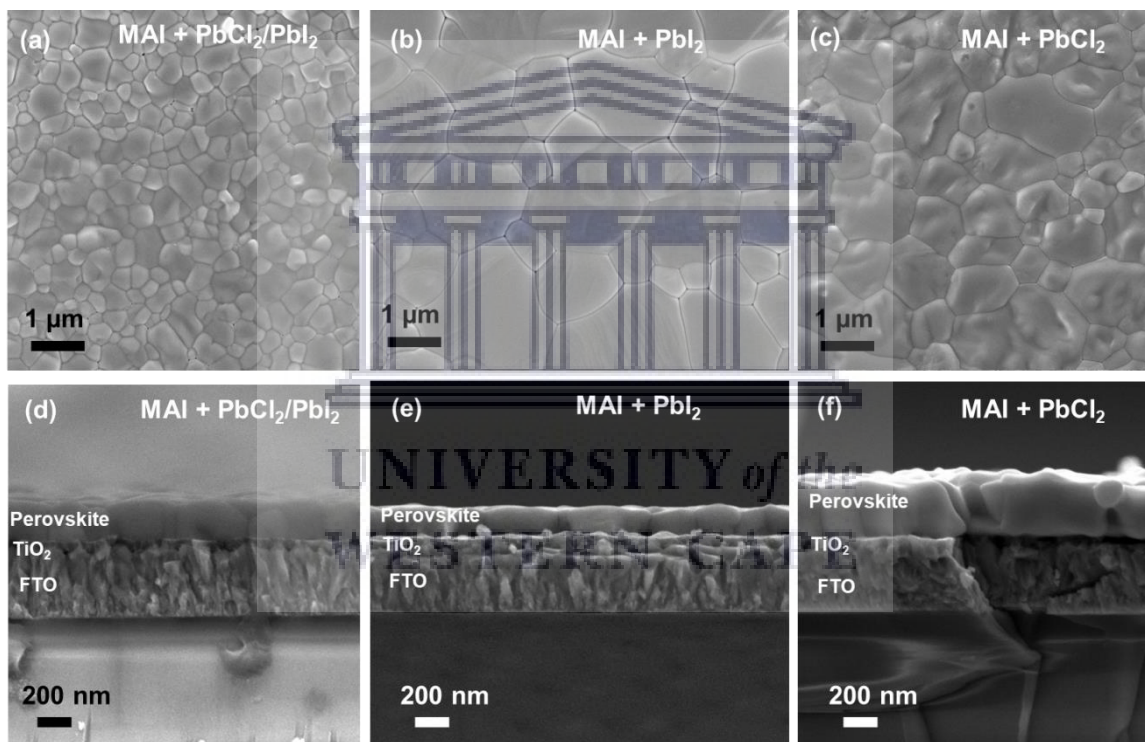 (a) MAI + PbCl₂/PbI₂
1 µm
(b) MAI + PbI₂
1 µm
(c) MAI + PbCl₂
1 µm
(d) MAI + PbCl₂/PbI₂
Perovskite
TiO₂
FTO
200 nm
(e) MAI + PbI₂
Perovskite
TiO₂
FTO
200 nm
(f) MAI + PbCl₂
Perovskite
TiO₂
FTO
200 nm
UNIVERSITY of the
WESTERN CAPE